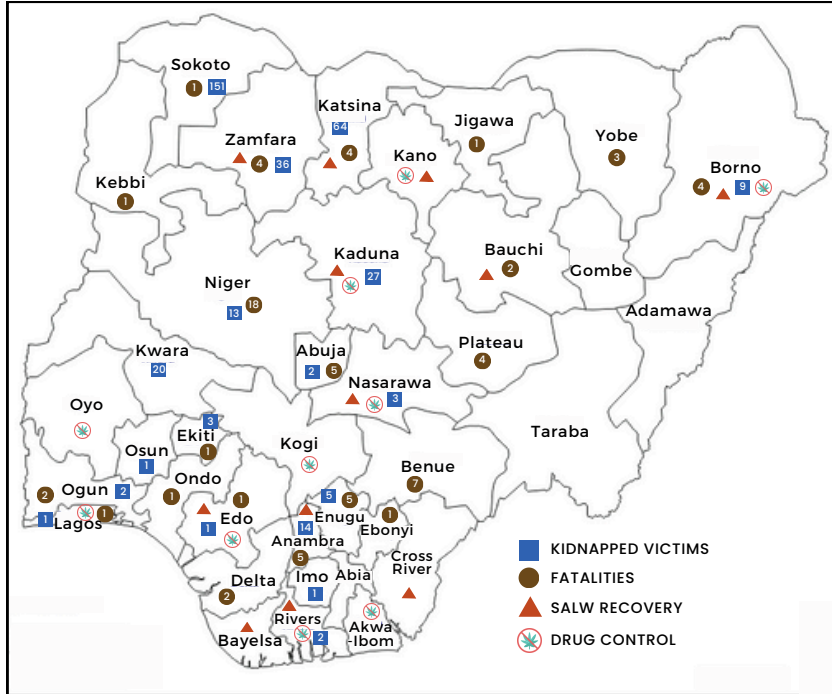 Sokoto
1 151
Katsina
64
4
Zamfara
4 36
Kano
Jigawa
1
Yobe
3
Borno
4 9
Kebbi
1
Kaduna
27
Bauchi
2
Gombe
Adamawa
Niger
13 18
Kwara
20
Abuja
2 5
Plateau
4
Nasarawa
3
Oyo
Taraba
Ekiti
3
1
Osun
1
Kogi
Benue
7
Ogun
2 2
Ondo
1
Lagos
1 1
Edo
1
1
Enugu
5 5
Ebonyi
1
Anambra
14
5
Cross
River
Delta
2
Imo
1
Abia
Bayelsa
Rivers
2
Akwa
-Ibom
KIDNAPPED VICTIMS
FATALITIES
SALW RECOVERY
DRUG CONTROL